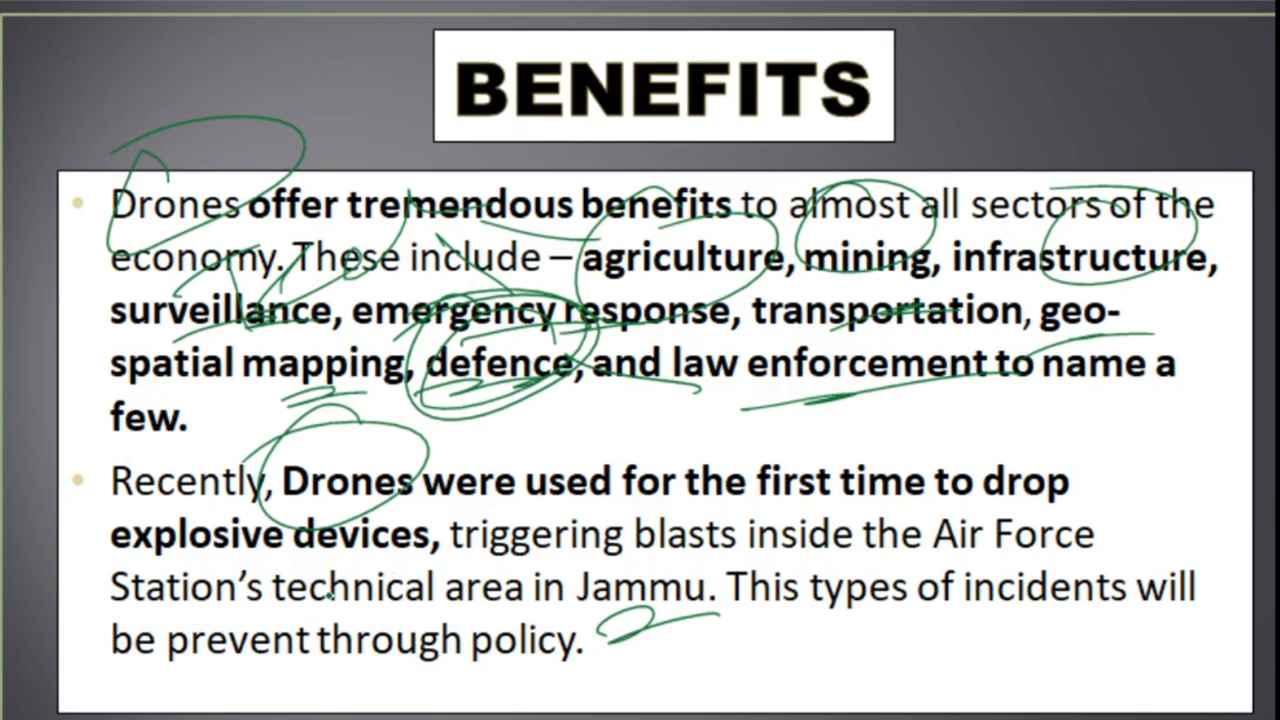 BENEFITS
Drones offer tremendous benefits to almost all sectors of the
economy. These include – agriculture, mining, infrastructure,
surveillance, emergency response, transportation, geo-
spatial mapping, defence, and law enforcement to name a
few.
Recently, Drones were used for the first time to drop
explosive devices, triggering blasts inside the Air Force
Station's technical area in Jammu. This types of incidents will
be prevent through policy.